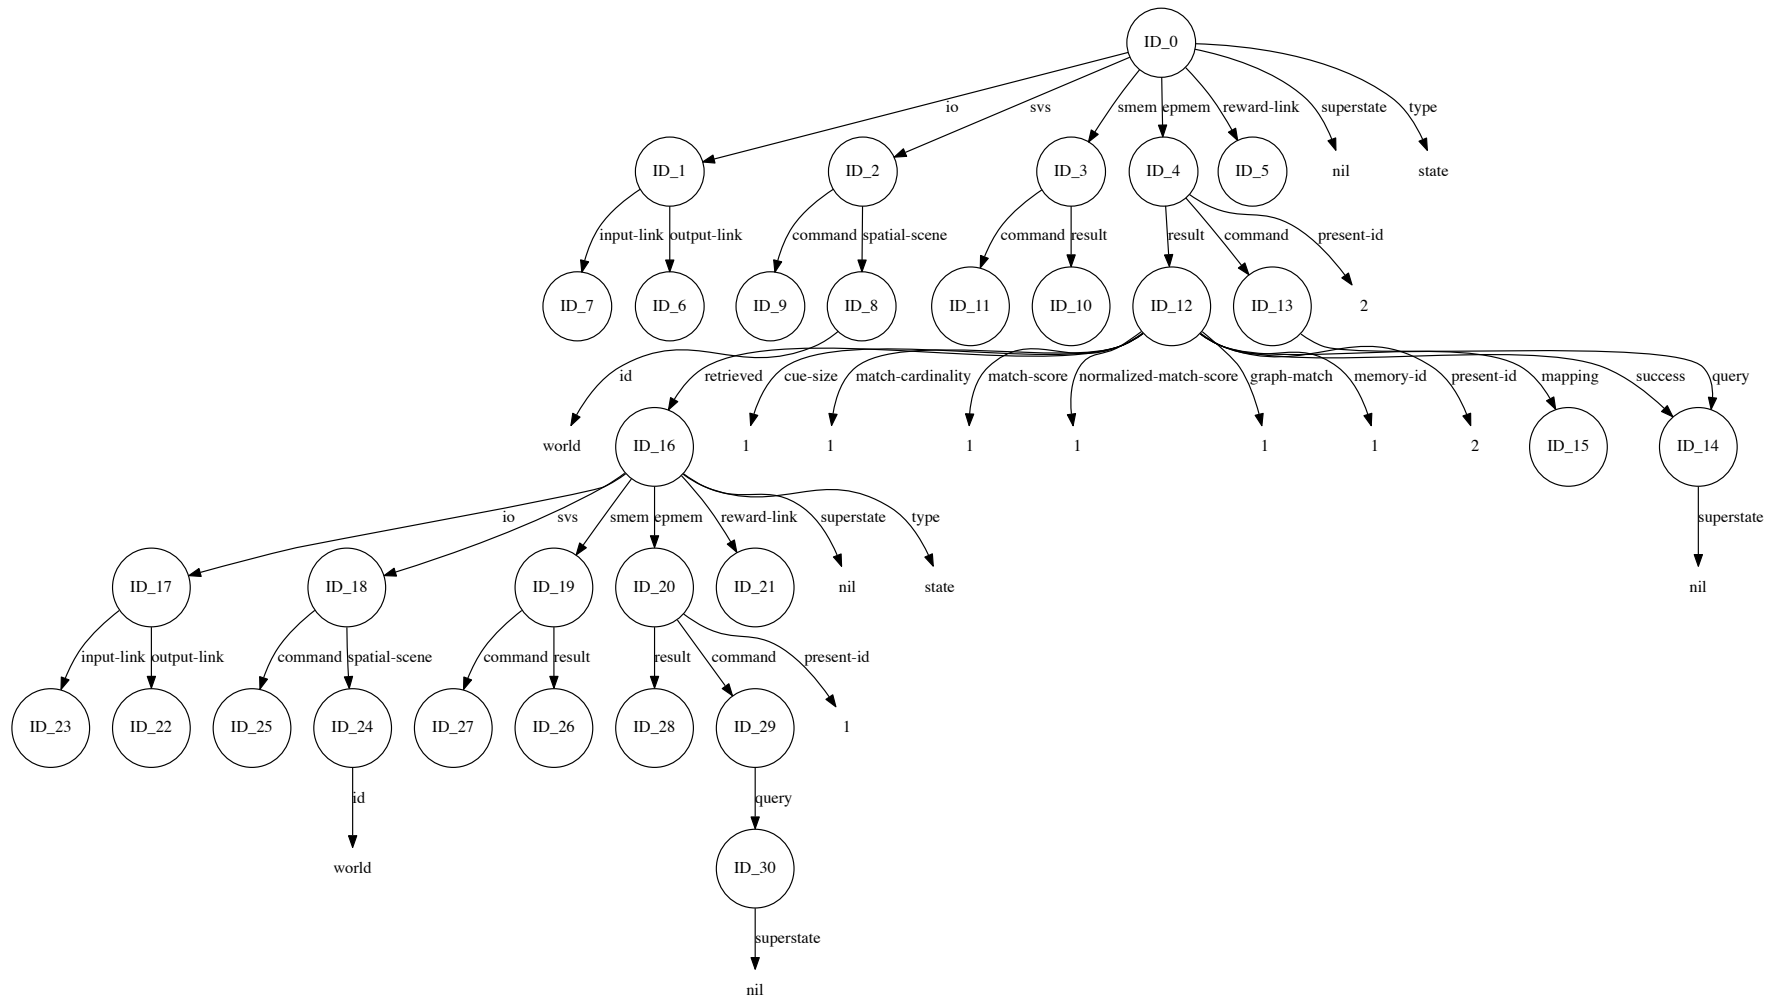 ID_0
io svs smem epmem reward-link superstate type
ID_1 ID_2 ID_3 ID_4 ID_5 nil state
input-link output-link command spatial-scene command result result command present-id
ID_7 ID_6 ID_9 ID_8 ID_11 ID_10 ID_12 ID_13 2
id retrieved cue-size match-cardinality match-score normalized-match-score graph-match memory-id present-id mapping success query
world ID_16 1 1 1 1 1 1 2 ID_15 ID_14
io svs smem epmem reward-link superstate type superstate
ID_17 ID_18 ID_19 ID_20 ID_21 nil state nil
input-link output-link command spatial-scene command result result command present-id
ID_23 ID_22 ID_25 ID_24 ID_27 ID_26 ID_28 ID_29 1
id query
world ID_30
superstate
nil